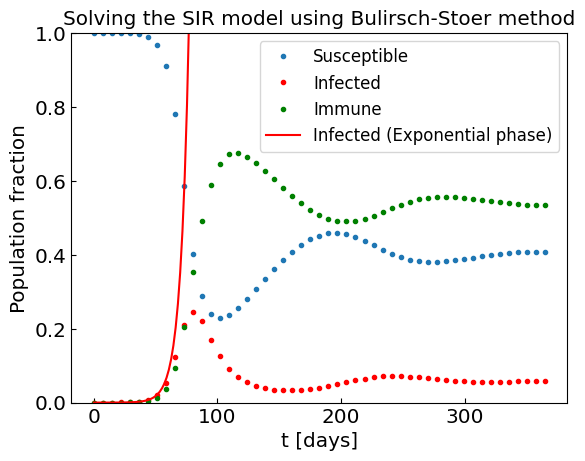 Solving the SIR model using Bulirsch-Stoer method
Susceptible
Infected
Immune
Infected (Exponential phase)
Population fraction
1.0
0.8
0.6
0.4
0.2
0.0
0
100
200
300
t [days]